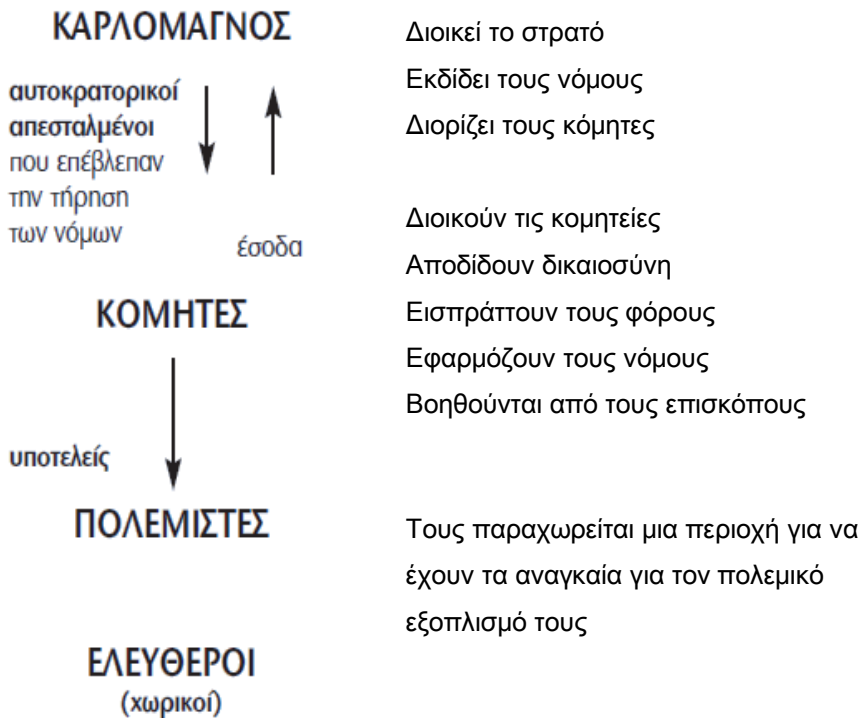 ΚΑΡΛΟΜΑΓΝΟΣ
Διοικεί το στρατό
Εκδίδει τους νόμους
Διορίζει τους κόμητες
αυτοκρατορικοί
απεσταλμένοι
που επέβλεπαν
την τήρηση
των νόμων
έσοδα
ΚΟΜΗΤΕΣ
Διοικούν τις κομητείες
Αποδίδουν δικαιοσύνη
Εισπράττουν τους φόρους
Εφαρμόζουν τους νόμους
Βοηθούνται από τους επισκόπους
υποτελείς
ΠΟΛΕΜΙΣΤΕΣ
Τους παραχωρείται μια περιοχή για να
έχουν τα αναγκαία για τον πολεμικό
εξοπλισμό τους
ΕΛΕΥΘΕΡΟΙ
(χωρικοί)